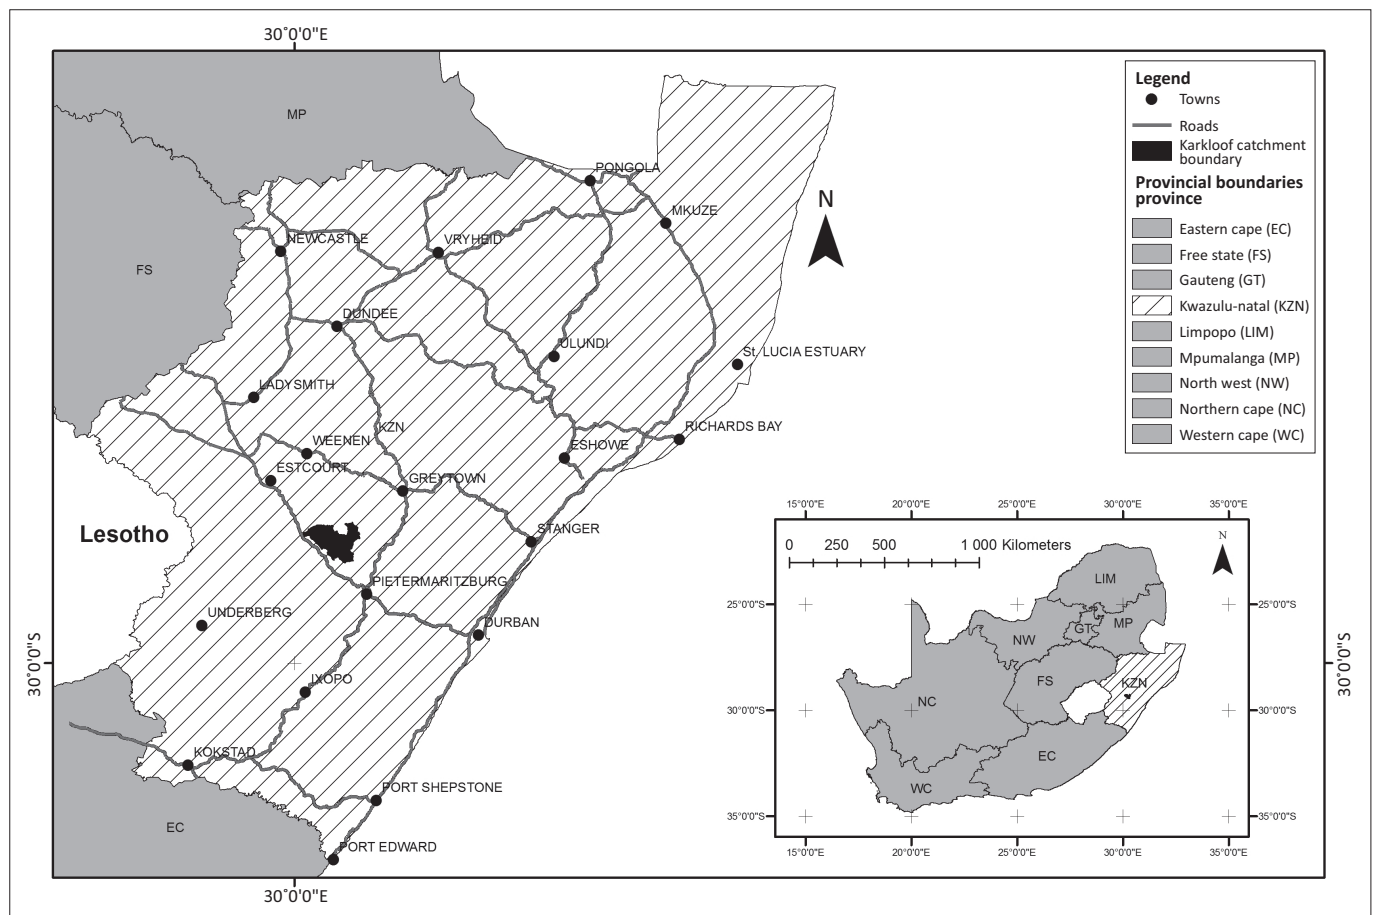 30˚0'0"E
MP
Legend
Towns
Roads
Karkloof catchment
boundary
Provincial boundaries
province
Eastern cape (EC)
Free state (FS)
Gauteng (GT)
Kwazulu-natal (KZN)
Limpopo (LIM)
Mpumalanga (MP)
North west (NW)
Northern cape (NC)
Western cape (WC)
N
PONGOLA
MKUZE
NEWCASTLE
VRYHEID
FS
DUNDEE
ULUNDI
St. LUCIA ESTUARY
LADYSMITH
KZN
RICHARDS BAY
WEENEN
ESHOWE
ESTCOURT
GREYTOWN
Lesotho
STANGER
PIETERMARITZBURG
UNDERBERG
DURBAN
30˚0'0"S
30˚0'0"S
IXOPO
KOKSTAD
PORT SHEPSTONE
EC
PORT EDWARD
30˚0'0"E
15°0'0"E
20°0'0"E
25°0'0"E
30°0'0"E
35°0'0"E
0 250 500 1 000 Kilometers
N
LIM
25°0'0"S
25°0'0"S
GT
MP
NW
FS
KZN
NC
30°0'0"S
30°0'0"S
EC
WC
35°0'0"S
35°0'0"S
15°0'0"E
20°0'0"E
25°0'0"E
30°0'0"E
35°0'0"E